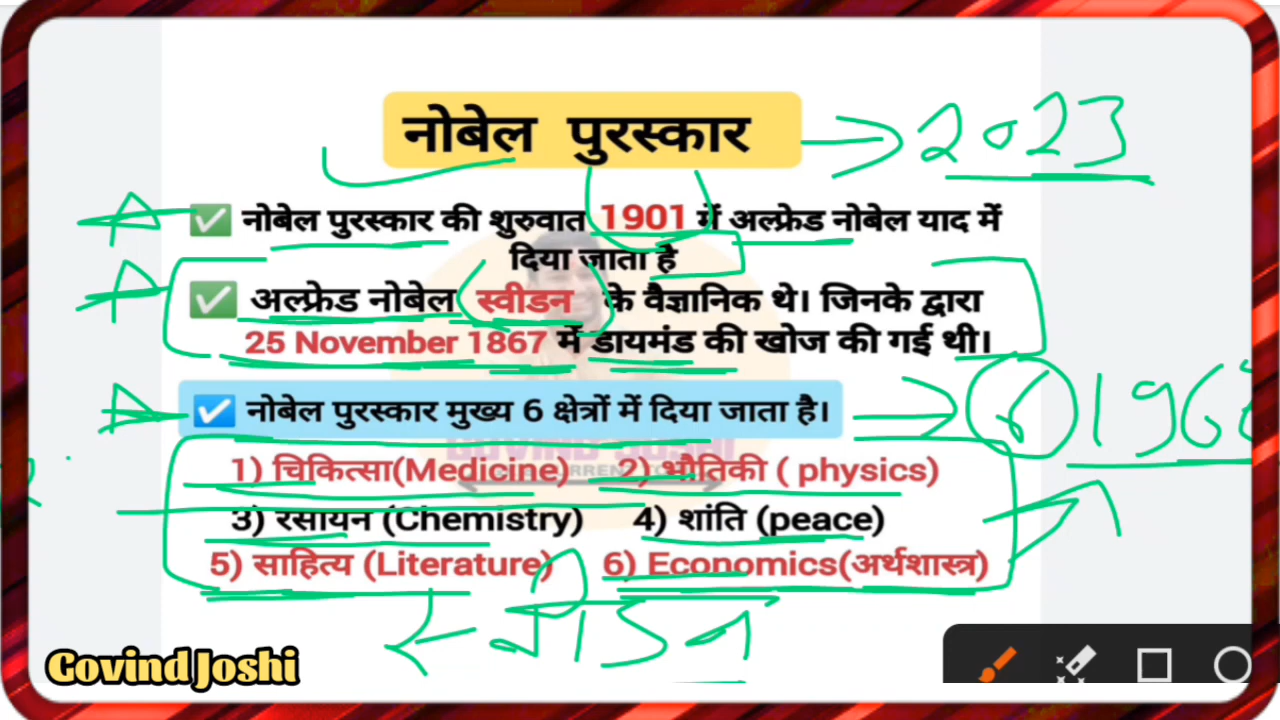 नोबेल पुरस्कार
2023
✅ नोबेल पुरस्कार की शुरुवात 1901 में अल्फ्रेड नोबेल याद में
दिया जाता है
✅ अल्फ्रेड नोबेल स्वीडन के वैज्ञानिक थे। जिनके द्वारा
25 November 1867 में डायमंड की खोज की गई थी।
☑ नोबेल पुरस्कार मुख्य 6 क्षेत्रों में दिया जाता है।
1) चिकित्सा(Medicine) 2) भौतिकी ( physics)
3) रसायन (Chemistry) 4) शांति (peace)
5) साहित्य (Literature) 6) Economics(अर्थशास्त्र)
Govind Joshi